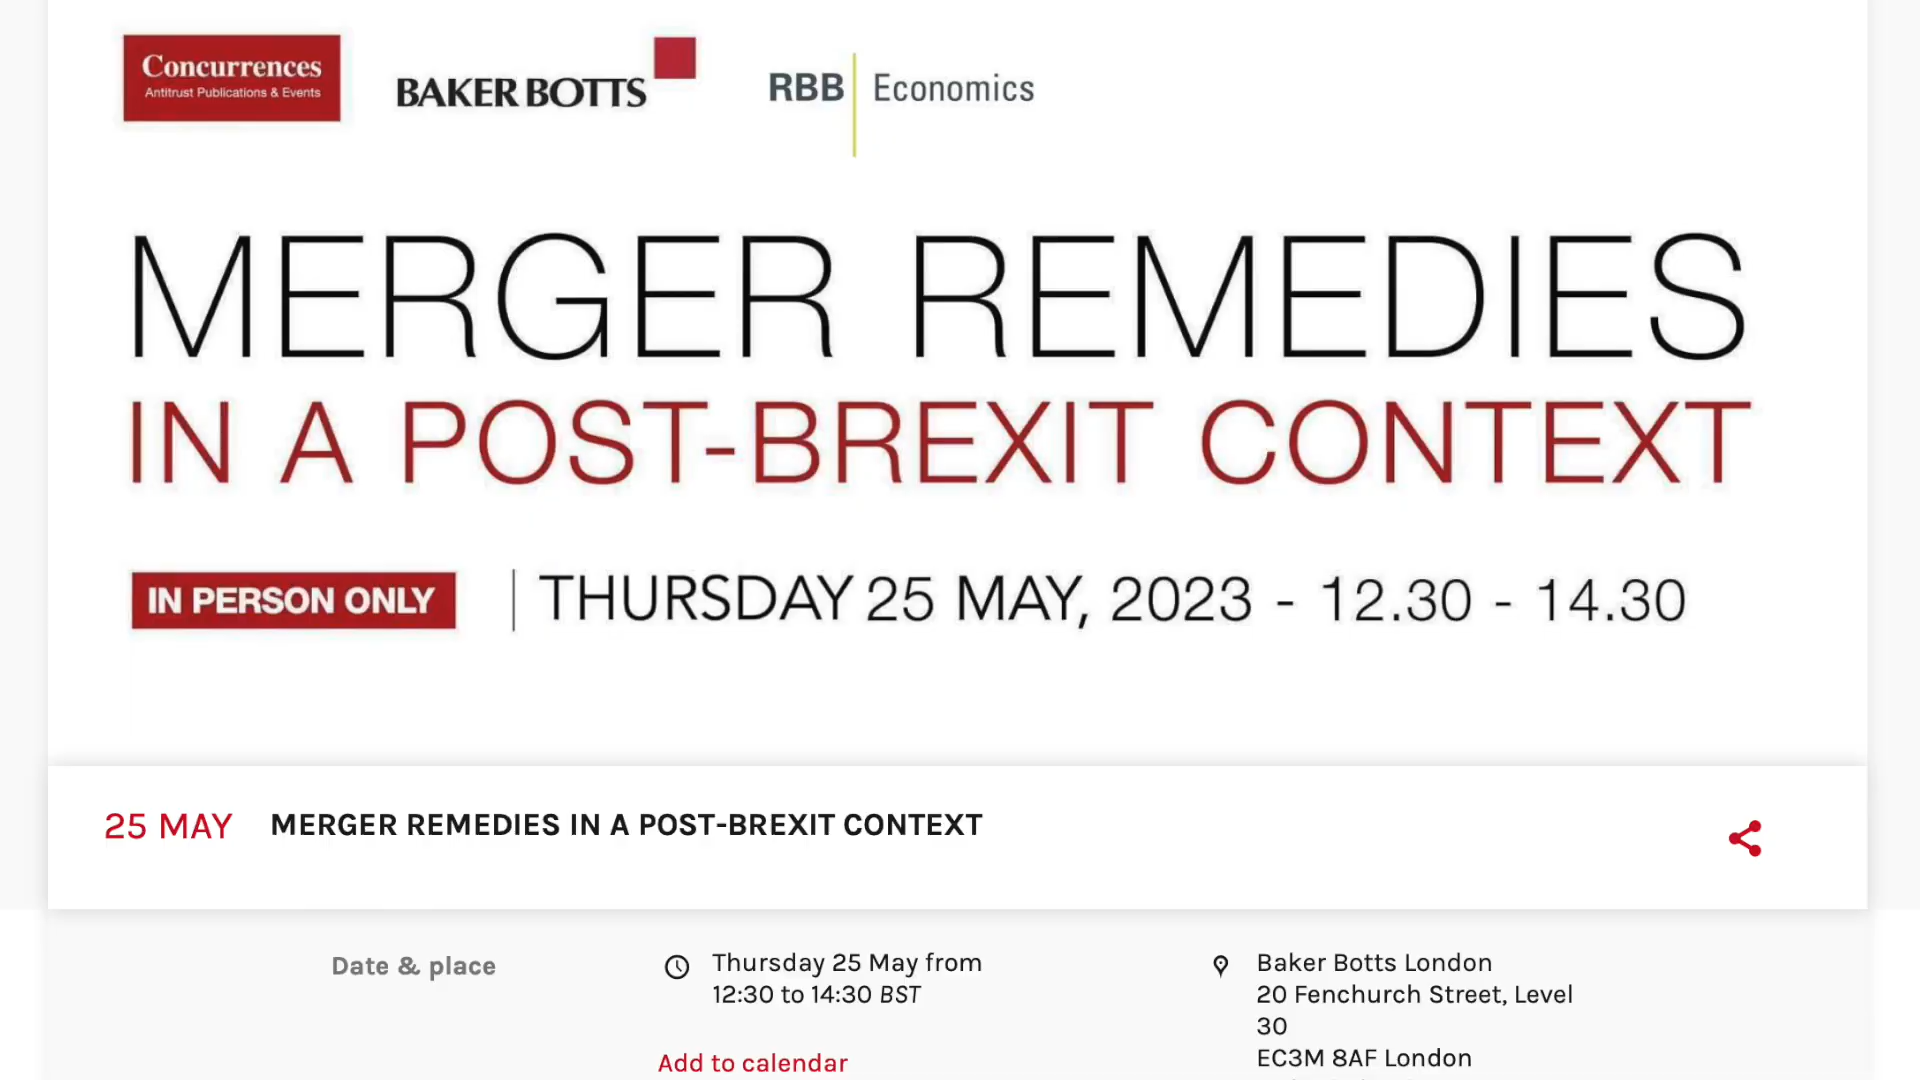 Concurrences
Antitrust Publications & Events
BAKER BOTTS
RBB Economics
MERGER REMEDIES
IN A POST-BREXIT CONTEXT
IN PERSON ONLY
THURSDAY 25 MAY, 2023 - 12.30 - 14.30
25 MAY
MERGER REMEDIES IN A POST-BREXIT CONTEXT
Date & place
Thursday 25 May from
12:30 to 14:30 BST
Add to calendar
Baker Botts London
20 Fenchurch Street, Level
30
EC3M 8AF London